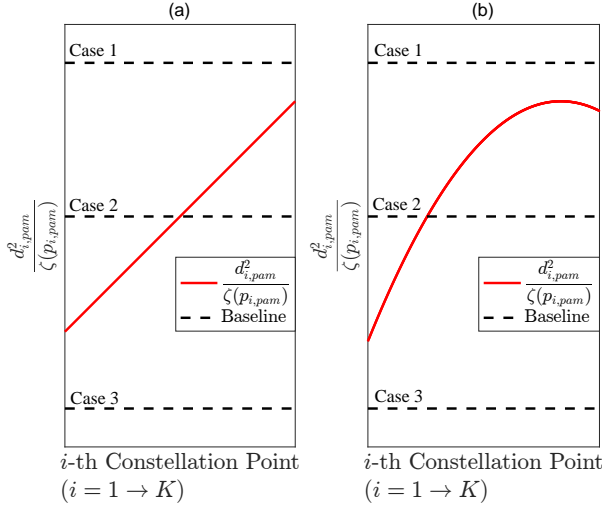 (a)
Case 1
Case 2
Case 3
d²_{i,pam} / ζ(p_{i,pam})
d²_{i,pam} / ζ(p_{i,pam})
Baseline
i-th Constellation Point
(i = 1 → K)
(b)
Case 1
Case 2
Case 3
d²_{i,pam} / ζ(p_{i,pam})
d²_{i,pam} / ζ(p_{i,pam})
Baseline
i-th Constellation Point
(i = 1 → K)